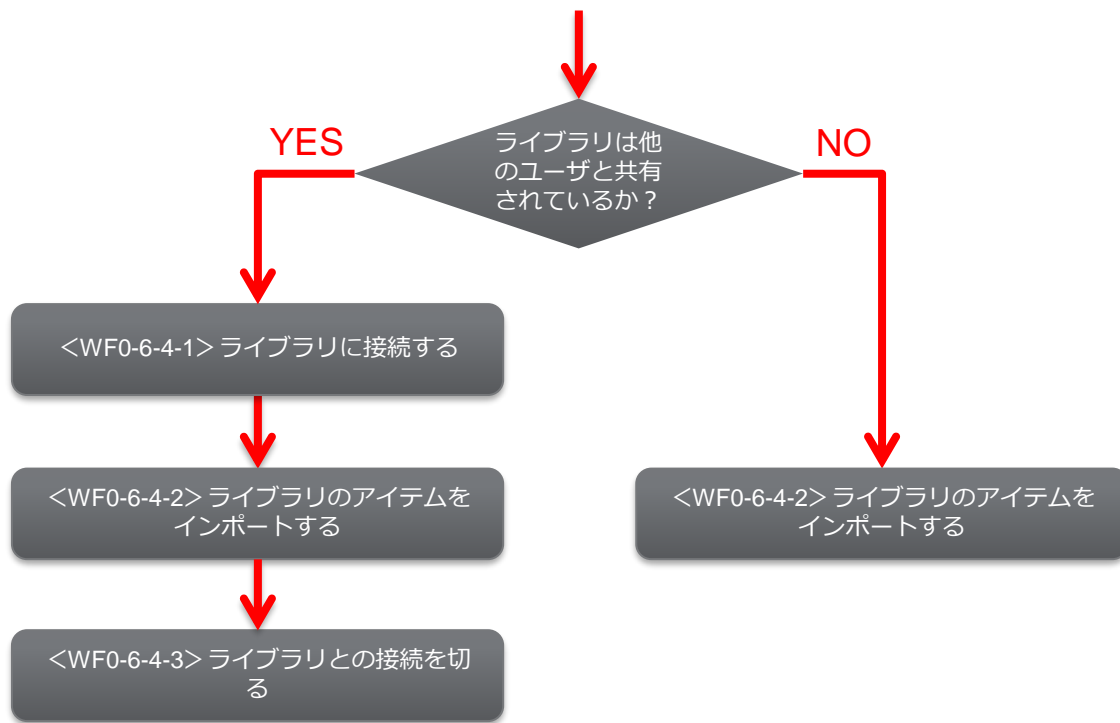 YES
ライブラリは他
のユーザと共有
されているか？
NO
＜WF0-6-4-1＞ライブラリに接続する
＜WF0-6-4-2＞ライブラリのアイテムを
インポートする
＜WF0-6-4-2＞ライブラリのアイテムを
インポートする
＜WF0-6-4-3＞ライブラリとの接続を切
る